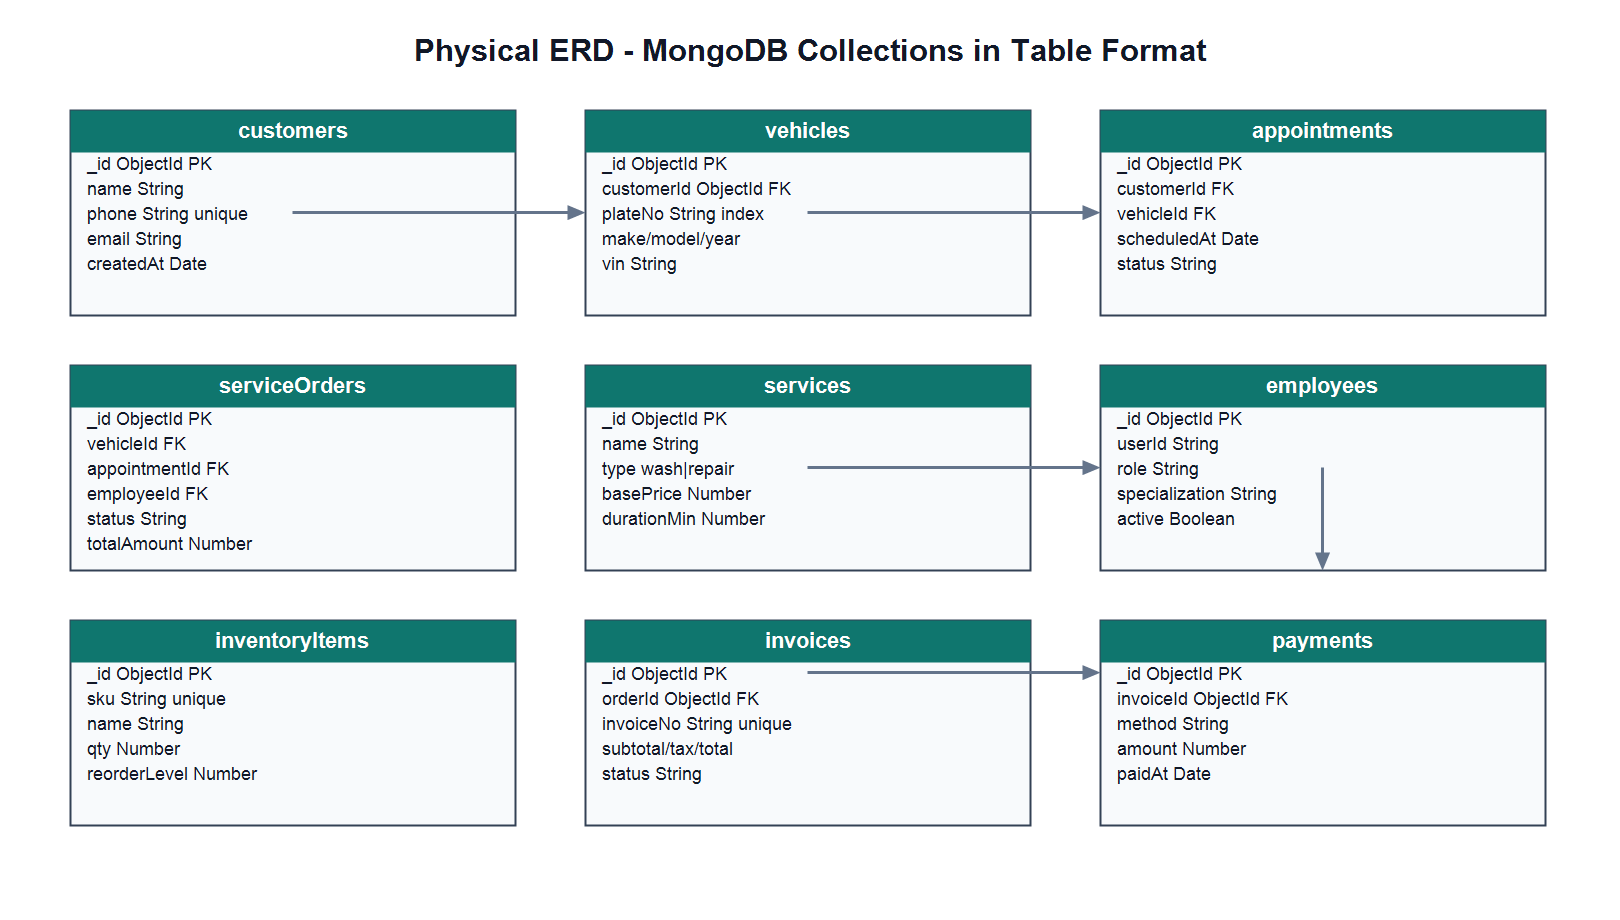 Physical ERD - MongoDB Collections in Table Format
customers
_id ObjectId PK
name String
phone String unique
email String
createdAt Date
vehicles
_id ObjectId PK
customerId ObjectId FK
plateNo String index
make/model/year
vin String
appointments
_id ObjectId PK
customerId FK
vehicleId FK
scheduledAt Date
status String
serviceOrders
_id ObjectId PK
vehicleId FK
appointmentId FK
employeeId FK
status String
totalAmount Number
services
_id ObjectId PK
name String
type wash|repair
basePrice Number
durationMin Number
employees
_id ObjectId PK
userId String
role String
specialization String
active Boolean
inventoryItems
_id ObjectId PK
sku String unique
name String
qty Number
reorderLevel Number
invoices
_id ObjectId PK
orderId ObjectId FK
invoiceNo String unique
subtotal/tax/total
status String
payments
_id ObjectId PK
invoiceId ObjectId FK
method String
amount Number
paidAt Date